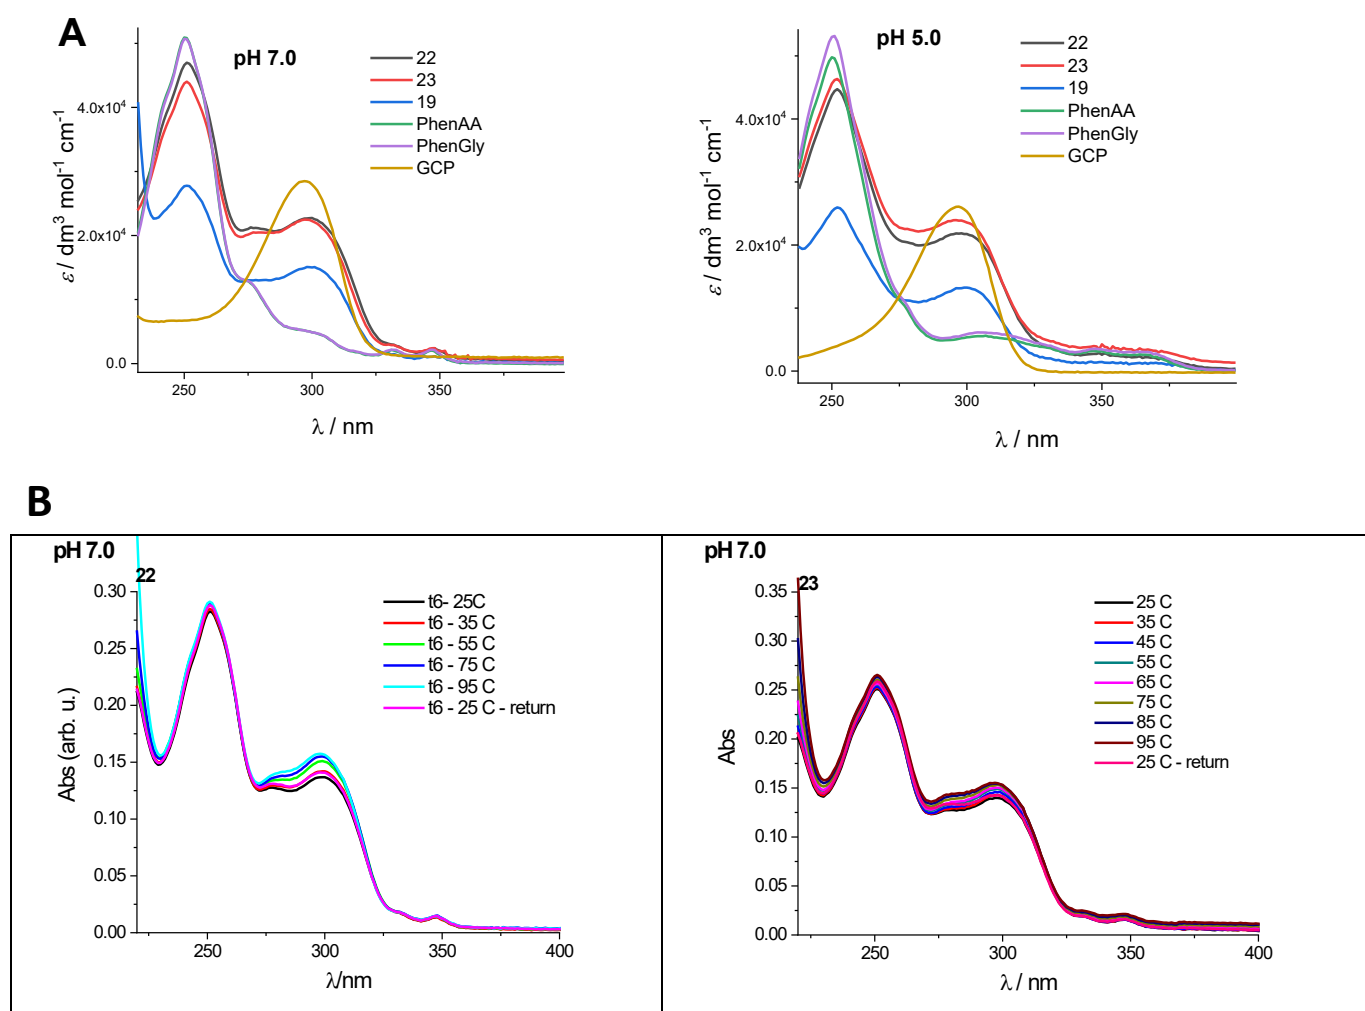 A
pH 7.0
22
23
19
PhenAA
PhenGly
GCP
4.0x10⁴
2.0x10⁴
0.0
250
300
350
ε / dm³ mol⁻¹ cm⁻¹
λ / nm
pH 5.0
22
23
19
PhenAA
PhenGly
GCP
4.0x10⁴
2.0x10⁴
0.0
250
300
350
ε / dm³ mol⁻¹ cm⁻¹
λ / nm
B
pH 7.0
22
t6- 25C
t6 - 35 C
t6 - 55 C
t6 - 75 C
t6 - 95 C
t6 - 25 C - return
0.30
0.25
0.20
0.15
0.10
0.05
0.00
250
300
350
400
Abs (arb. u.)
λ/nm
pH 7.0
23
25 C
35 C
45 C
55 C
65 C
75 C
85 C
95 C
25 C - return
0.35
0.30
0.25
0.20
0.15
0.10
0.05
0.00
250
300
350
400
Abs
λ / nm